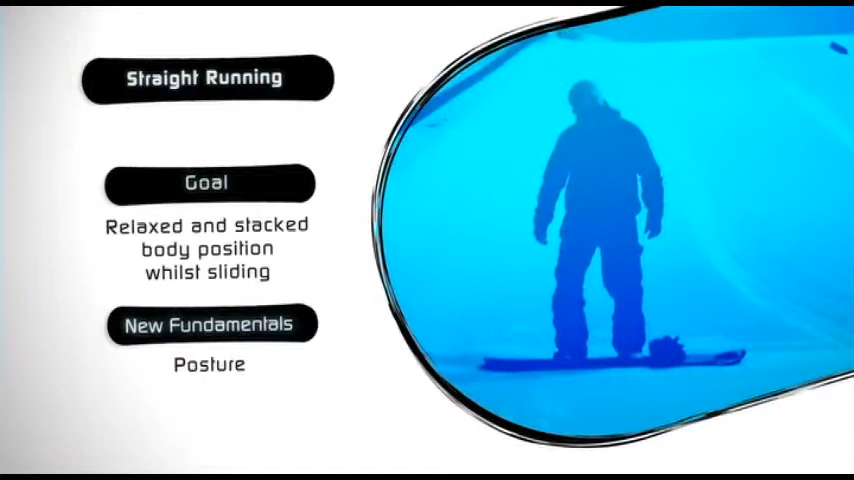 Straight Running
Goal
Relaxed and stacked
body position
whilst sliding
New Fundamentals
Posture